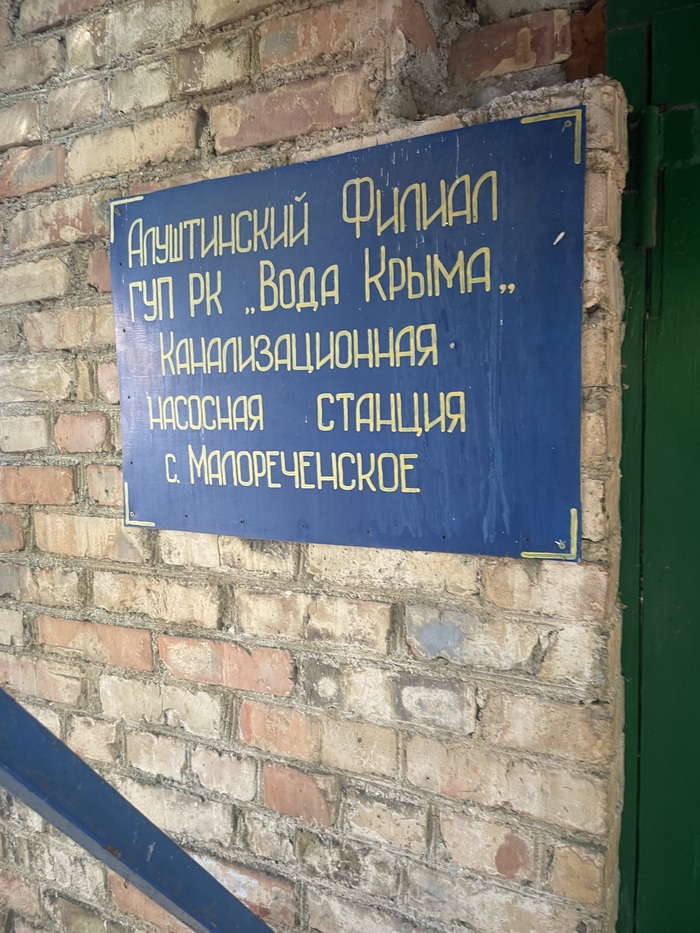 Алуштинский Филиал
ГУП РК „Вода Крыма„
Канализационная
насосная станция
с. Малореченское